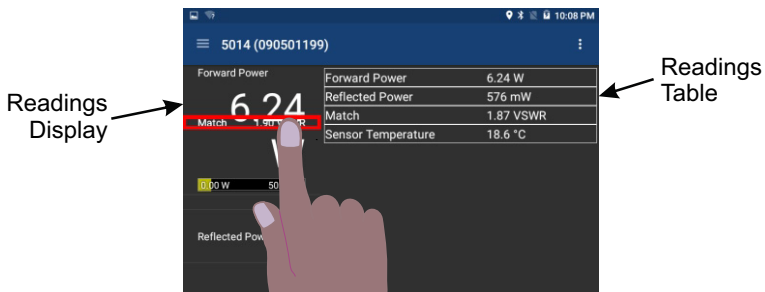 10:08 PM
5014 (090501199)
Readings
Display
Forward Power
6.24
Match 1.90 VSWR
W
0.00 W 50
Reflected Pow
Forward Power 6.24 W
Reflected Power 576 mW
Match 1.87 VSWR
Sensor Temperature 18.6 °C
Readings
Table